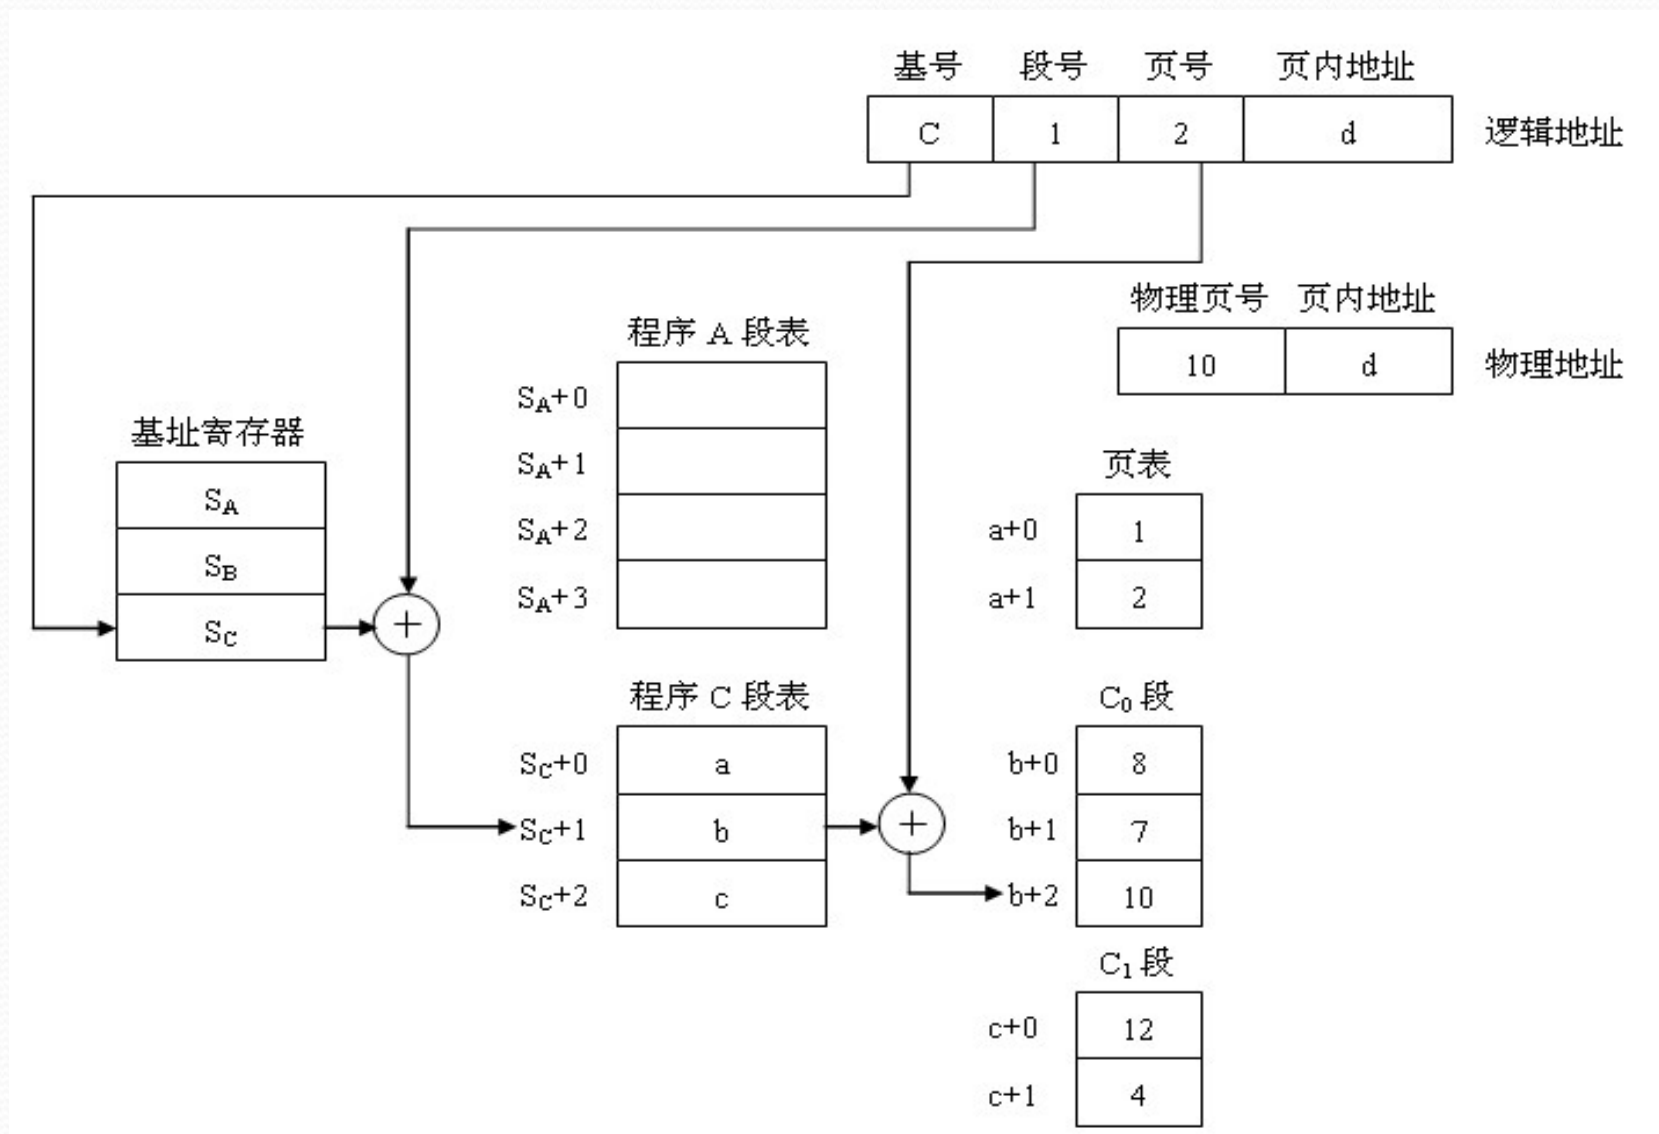 基号 段号 页号 页内地址
C 1 2 d 逻辑地址
物理页号 页内地址
10 d 物理地址
程序 A 段表
SA+0
SA+1
SA+2
SA+3
基址寄存器
SA
SB
SC
+
页表
a+0 1
a+1 2
程序 C 段表
SC+0 a
SC+1 b
SC+2 c
+
C0 段
b+0 8
b+1 7
b+2 10
C1 段
c+0 12
c+1 4